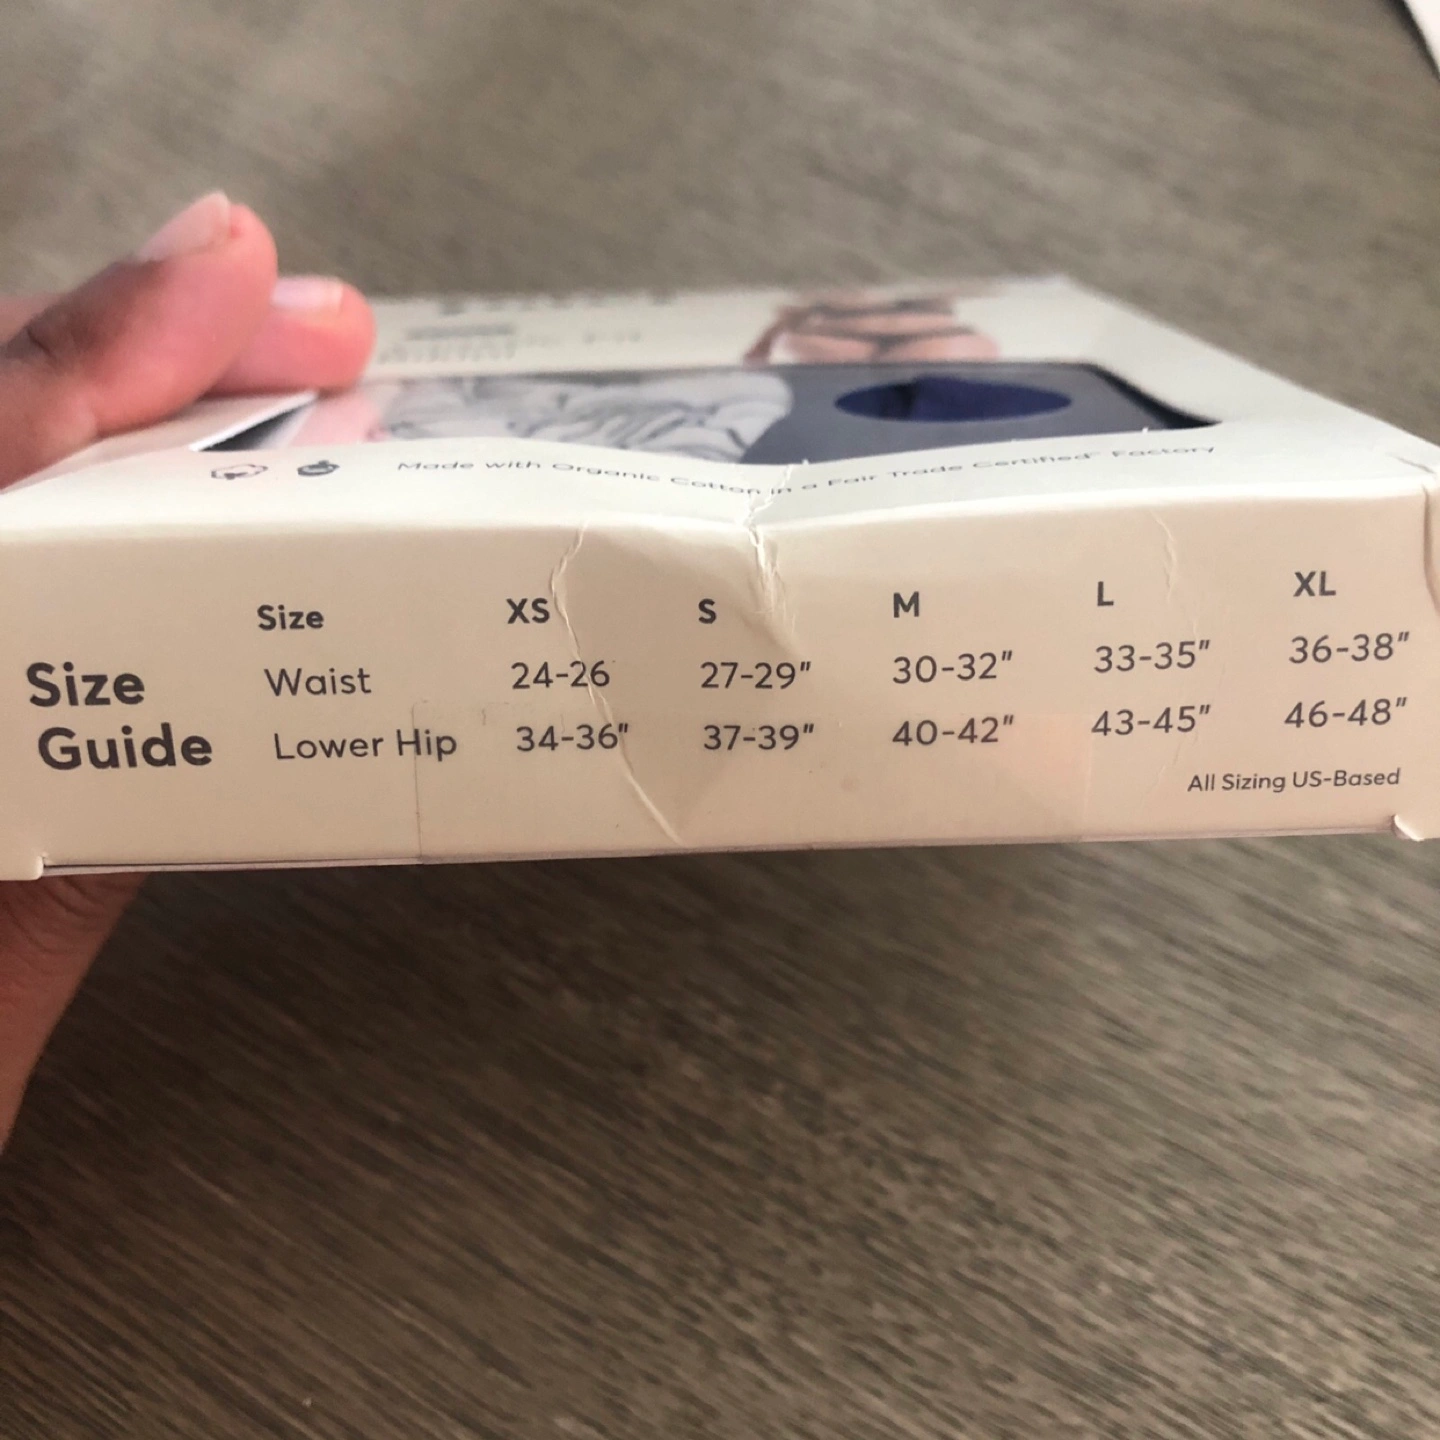 Made with Organic Cotton in a Fair Trade Certified™ Factory
Size Guide
Size XS S M L XL
Waist 24-26 27-29" 30-32" 33-35" 36-38"
Lower Hip 34-36" 37-39" 40-42" 43-45" 46-48"
All Sizing US-Based